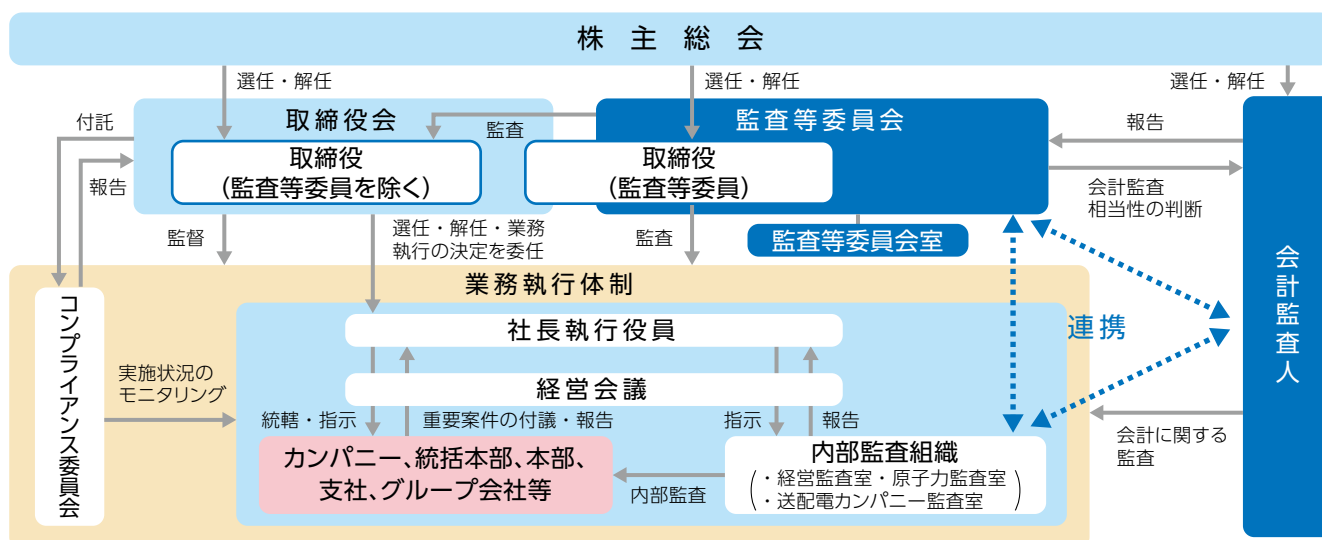 株主総会
選任・解任
選任・解任
選任・解任
付託
取締役会
監査
監査等委員会
報告
報告
取締役
(監査等委員を除く)
取締役
(監査等委員)
会計監査
相当性の判断
監督
選任・解任・業務
執行の決定を委任
監査
監査等委員会室
会計監査人
業務執行体制
コンプライアンス委員会
社長執行役員
連携
実施状況の
モニタリング
経営会議
統轄・指示
重要案件の付議・報告
指示
報告
会計に関する
監査
カンパニー、統括本部、本部、
支社、グループ会社等
内部監査
内部監査組織
(・経営監査室・原子力監査室
・送配電カンパニー監査室)